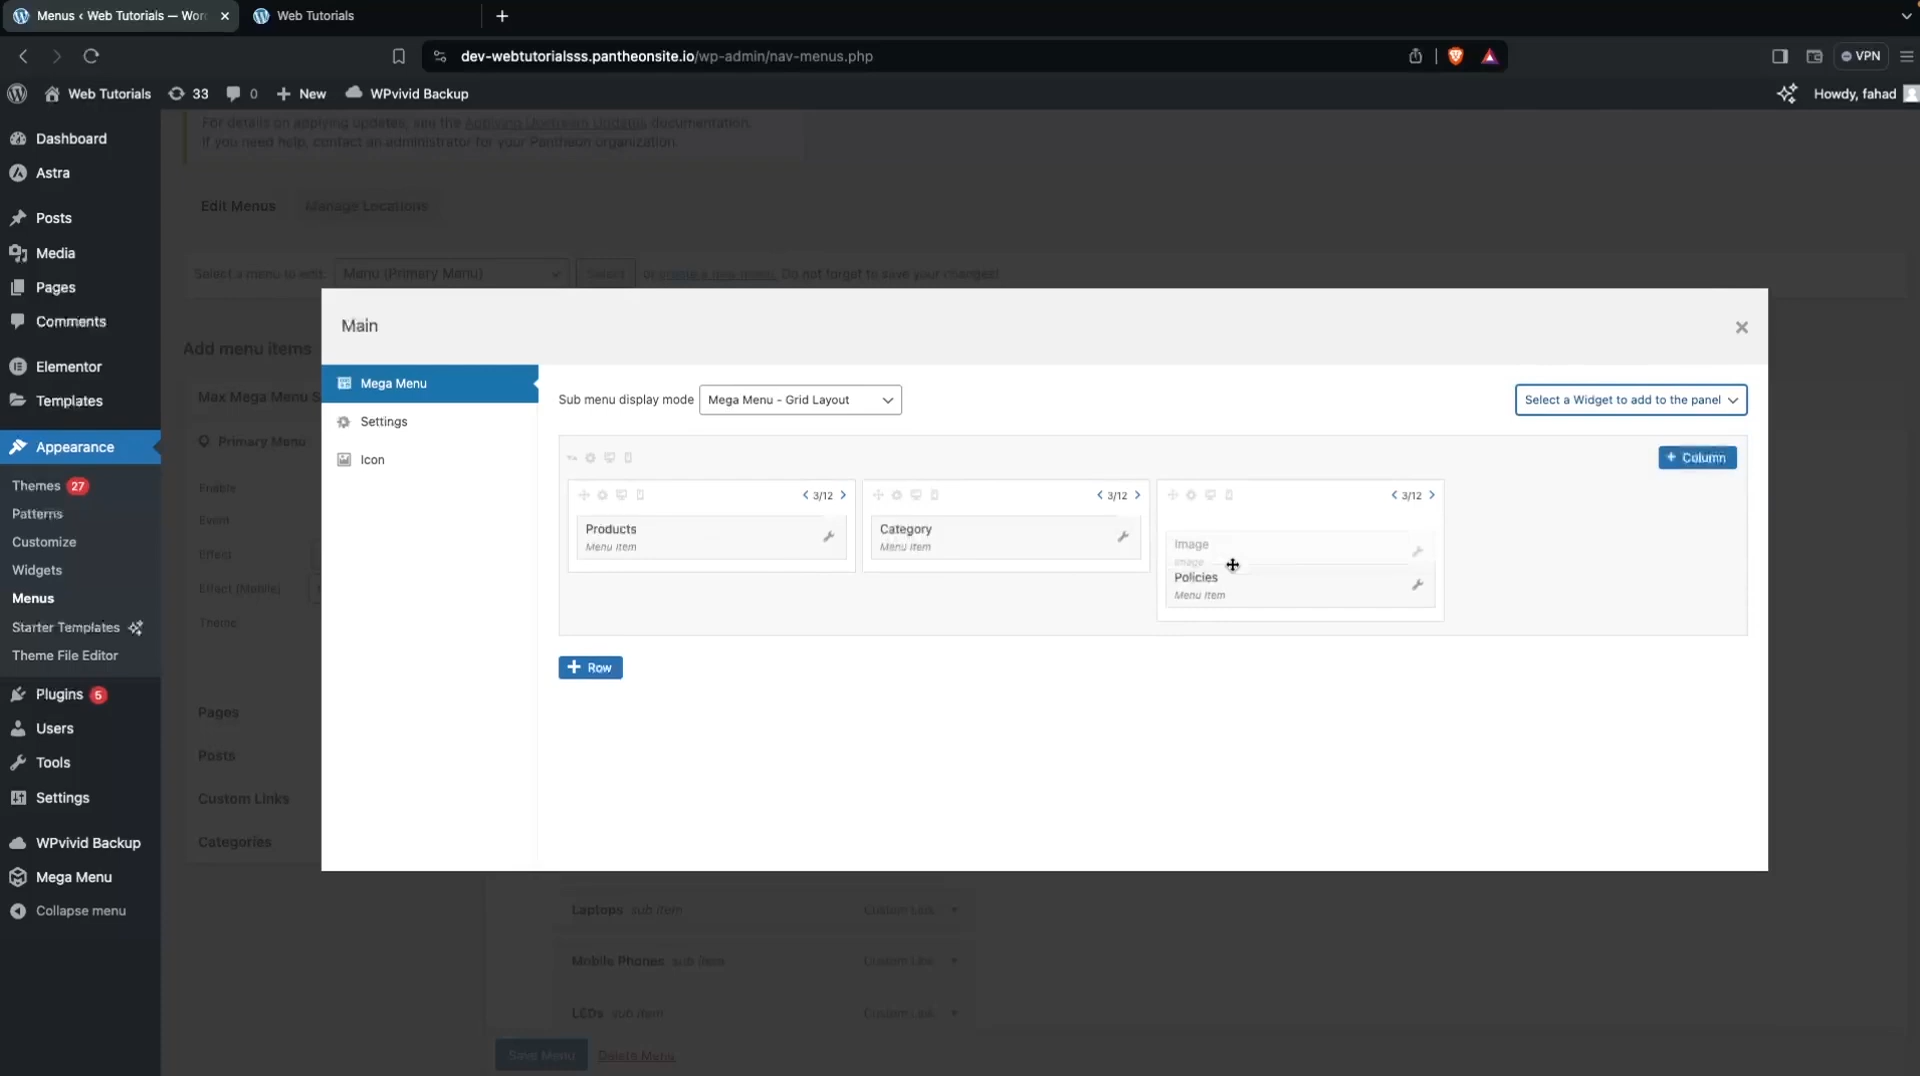 Menus ‹ Web Tutorials — Wor
Web Tutorials
dev-webtutorialsss.pantheonsite.io/wp-admin/nav-menus.php
VPN
Web Tutorials
33
0
New
WPvivid Backup
Howdy, fahad
Dashboard
Astra
Posts
Media
Pages
Comments
Elementor
Templates
Appearance
Themes 27
Patterns
Customize
Widgets
Menus
Starter Templates
Theme File Editor
Plugins 5
Users
Tools
Settings
WPvivid Backup
Mega Menu
Collapse menu
For details on applying updates, see the Applying Upstream Updates documentation.
If you need help, contact an administrator for your Pantheon organization.
Edit Menus
Manage Locations
Select a menu to edit: Menu (Primary Menu) Select or create a new menu. Do not forget to save your changes!
Add menu items
Max Mega Menu S
Primary Menu
Enable
Event
Effect
Effect (Mobile)
Theme
Pages
Posts
Custom Links
Categories
Main
Mega Menu
Settings
Icon
Sub menu display mode
Mega Menu - Grid Layout
Select a Widget to add to the panel
+ Column
3/12
3/12
3/12
Products
Menu Item
Category
Menu Item
Image
Image
Policies
Menu Item
+ Row
Laptops sub item
Custom Link
Mobile Phones sub item
Custom Link
LEDs sub item
Custom Link
Save Menu
Delete Menu